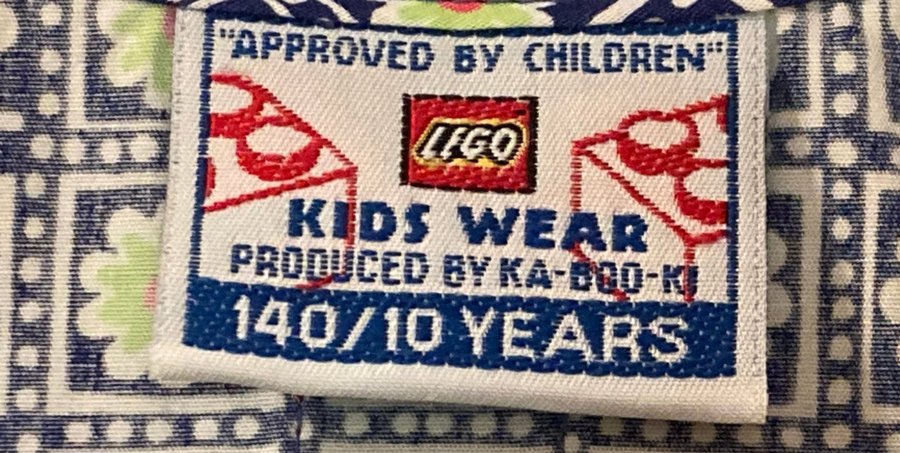 "APPROVED BY CHILDREN"
LEGO
KIDS WEAR
PRODUCED BY KA-BOO-KI
140/10 YEARS